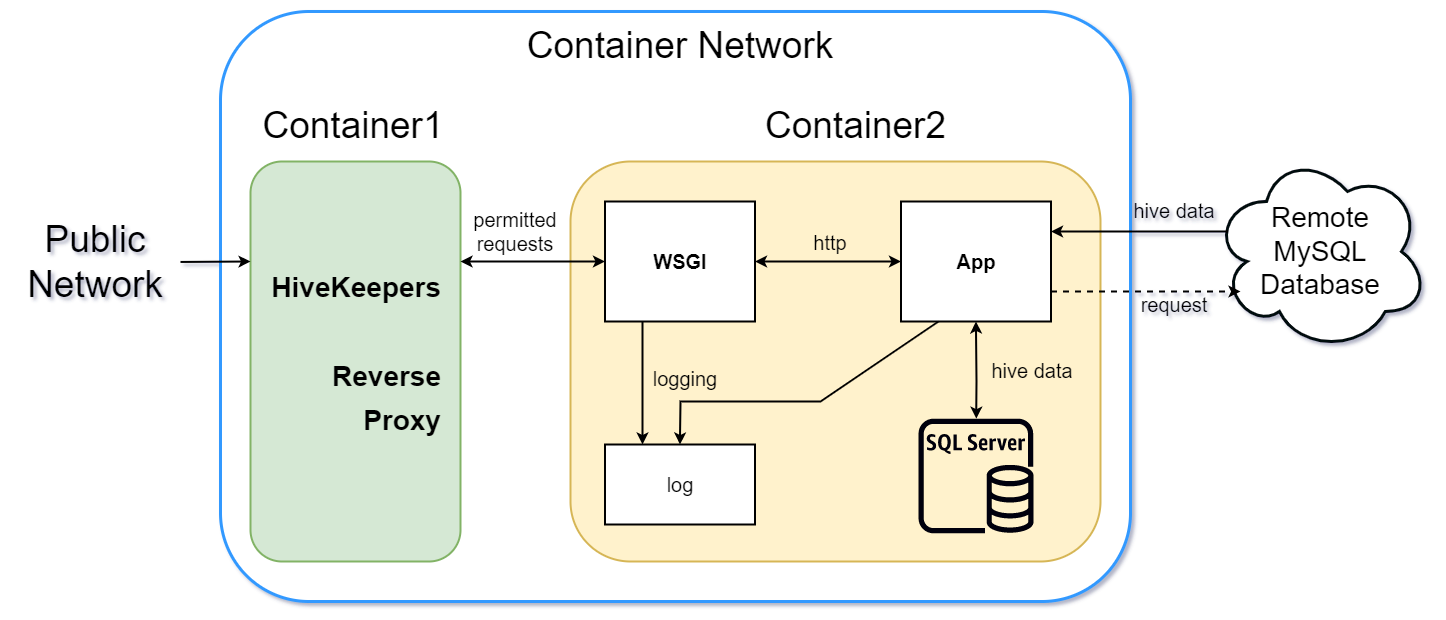 Container Network
Container1
Container2
Public
Network
HiveKeepers
Reverse
Proxy
permitted
requests
WSGI
http
App
hive data
request
Remote
MySQL
Database
logging
hive data
log
SQL Server